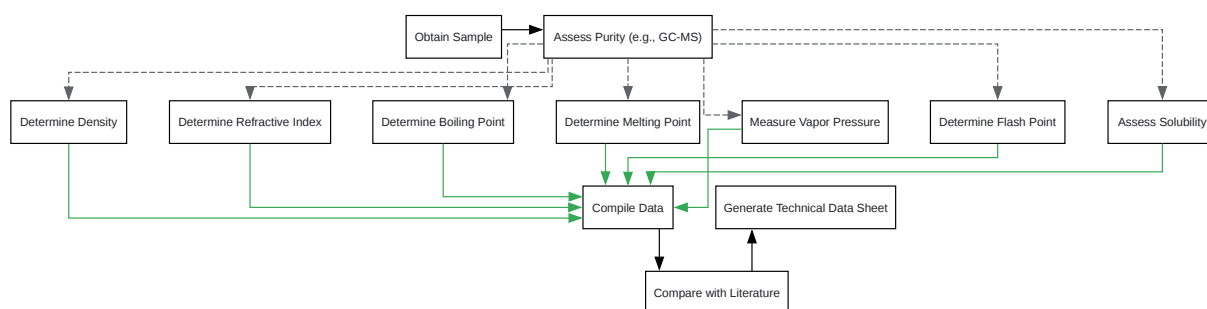 Obtain Sample
Assess Purity (e.g., GC-MS)
Determine Density
Determine Refractive Index
Determine Boiling Point
Determine Melting Point
Measure Vapor Pressure
Determine Flash Point
Assess Solubility
Compile Data
Generate Technical Data Sheet
Compare with Literature